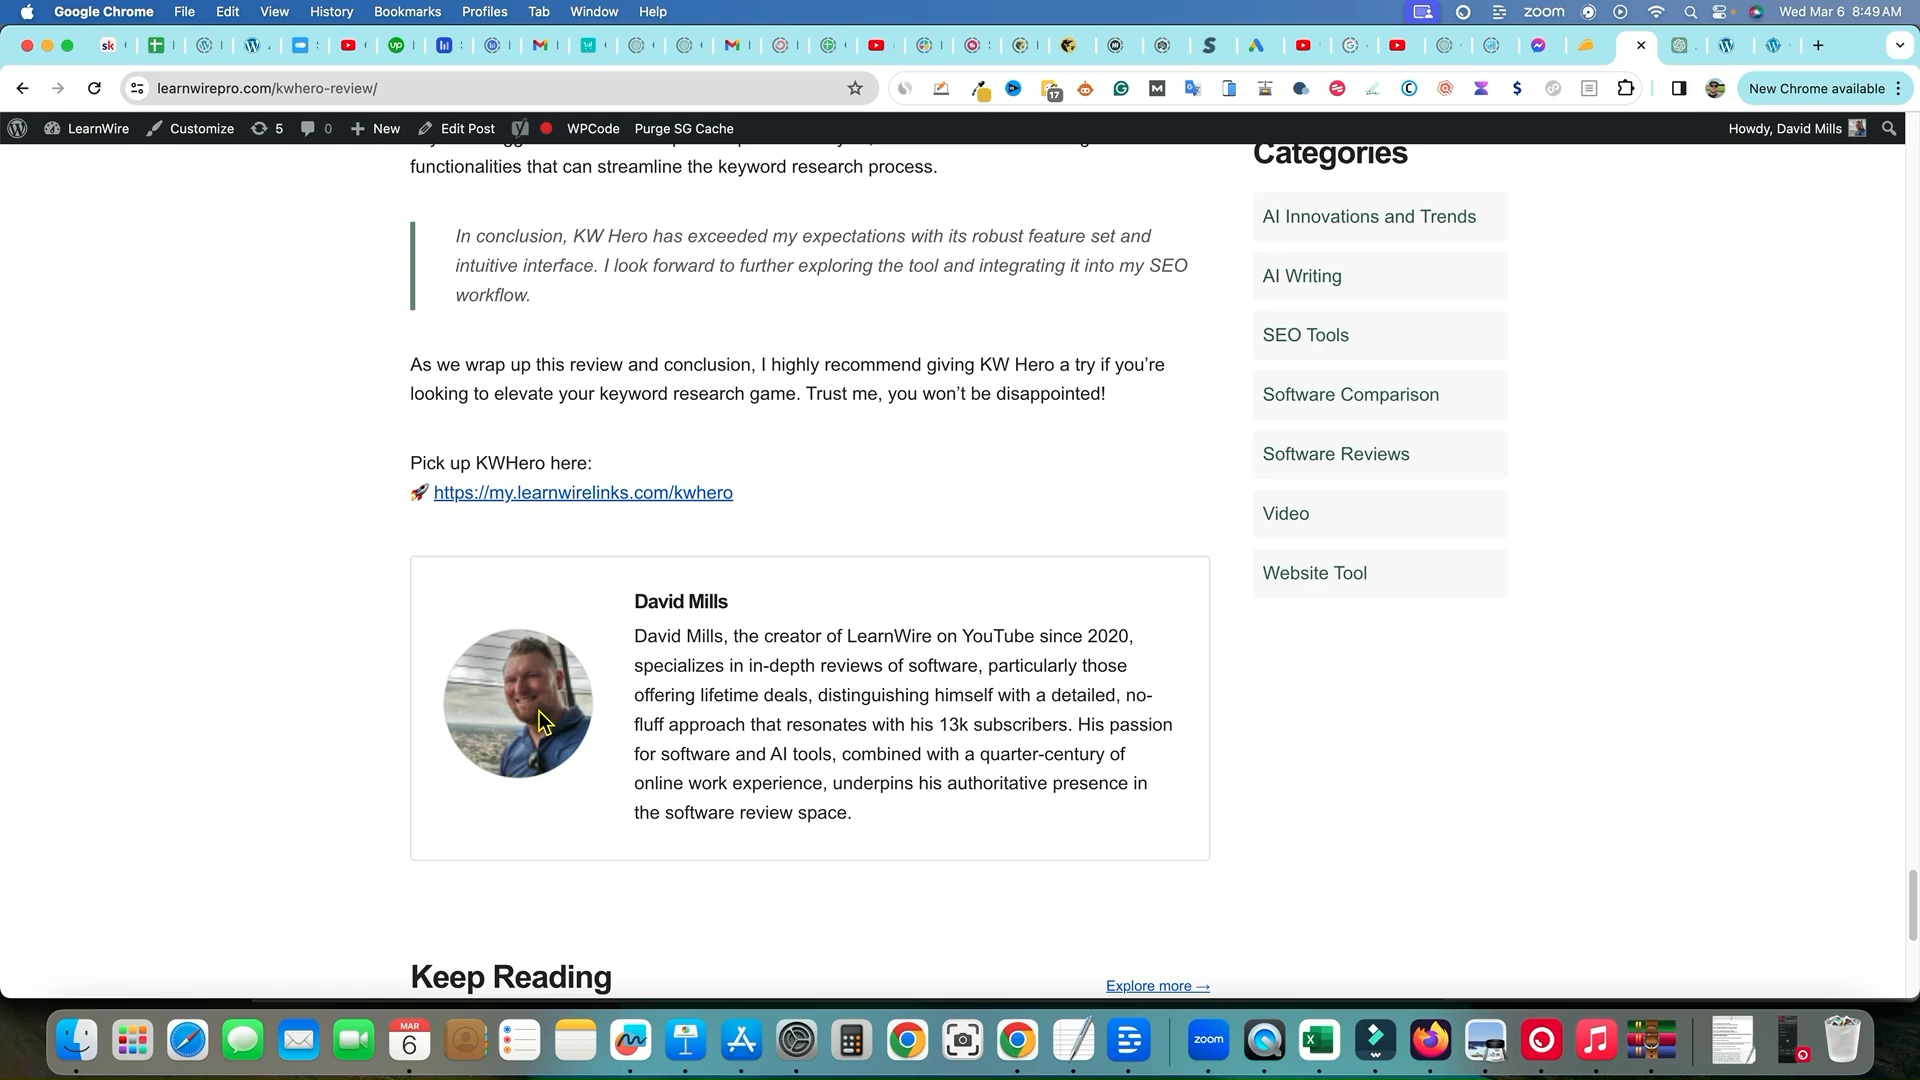 Google Chrome File Edit View History Bookmarks Profiles Tab Window Help zoom Wed Mar 6 8:49 AM
learnwirepro.com/kwhero-review/ 17 New Chrome available
LearnWire Customize 5 0 New Edit Post WPCode Purge SG Cache Howdy, David Mills
functionalities that can streamline the keyword research process.
In conclusion, KW Hero has exceeded my expectations with its robust feature set and
intuitive interface. I look forward to further exploring the tool and integrating it into my SEO
workflow.
As we wrap up this review and conclusion, I highly recommend giving KW Hero a try if you're
looking to elevate your keyword research game. Trust me, you won't be disappointed!
Pick up KWHero here:
🚀 https://my.learnwirelinks.com/kwhero
David Mills
David Mills, the creator of LearnWire on YouTube since 2020,
specializes in in-depth reviews of software, particularly those
offering lifetime deals, distinguishing himself with a detailed, no-
fluff approach that resonates with his 13k subscribers. His passion
for software and AI tools, combined with a quarter-century of
online work experience, underpins his authoritative presence in
the software review space.
Keep Reading
Explore more →
Categories
AI Innovations and Trends
AI Writing
SEO Tools
Software Comparison
Software Reviews
Video
Website Tool
MAR
6
zoom